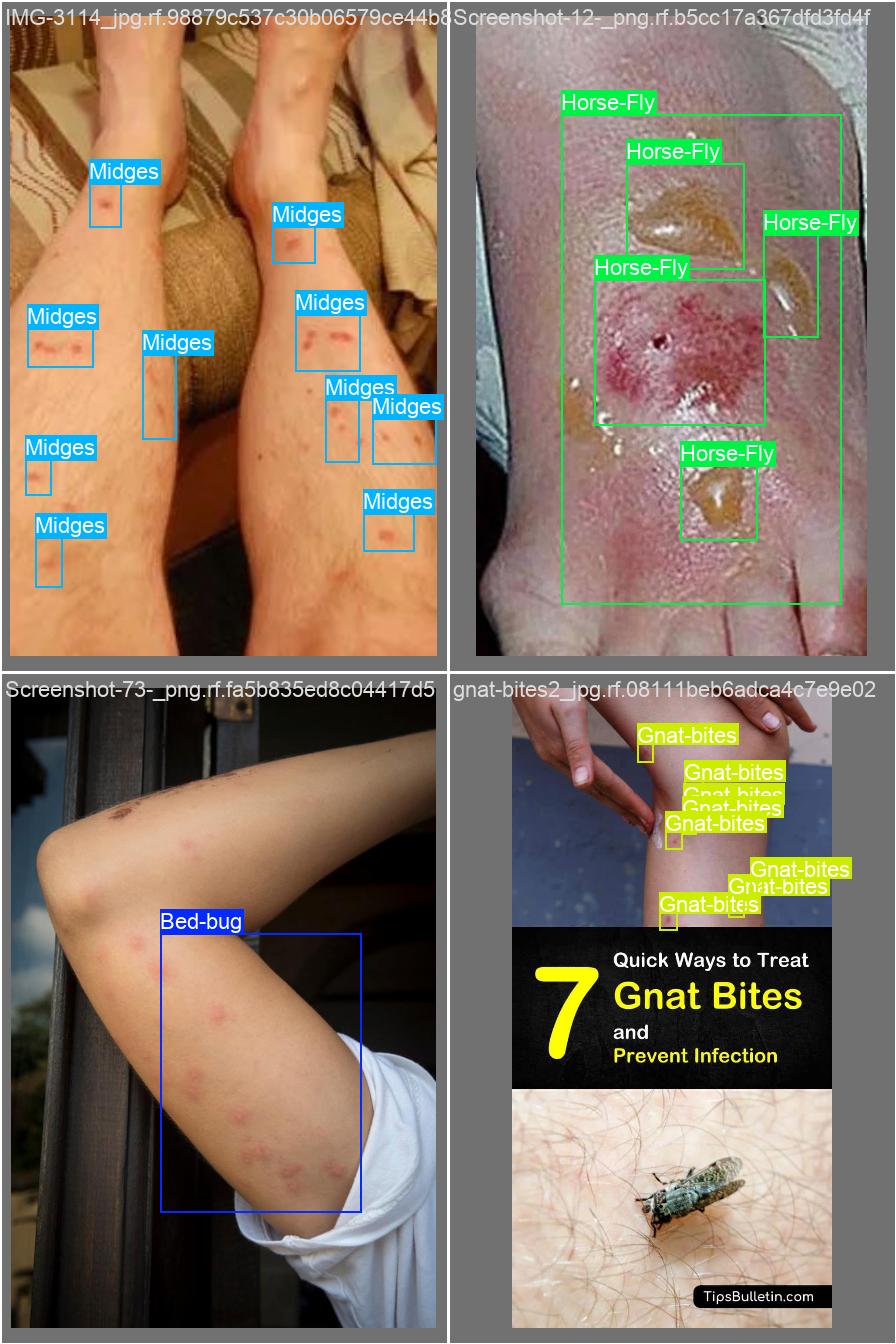 IMG-3114_jpg.rf.98879c537c30b06579ce44b8
Midges
Midges
Midges
Midges
Midges
Midges
Midges
Midges
Midges
Midges
Screenshot-12-_png.rf.b5cc17a367dfd3fd4f
Horse-Fly
Horse-Fly
Horse-Fly
Horse-Fly
Horse-Fly
Screenshot-73-_png.rf.fa5b835ed8c04417d5
Bed-bug
gnat-bites2_jpg.rf.08111beb6adca4c7e9e02
Gnat-bites
Gnat-bites
Gnat-bites
Gnat-bites
Gnat-bites
Gnat-bites
Gnat-bites
Gnat-bites
7
Quick Ways to Treat
Gnat Bites
and
Prevent Infection
TipsBulletin.com